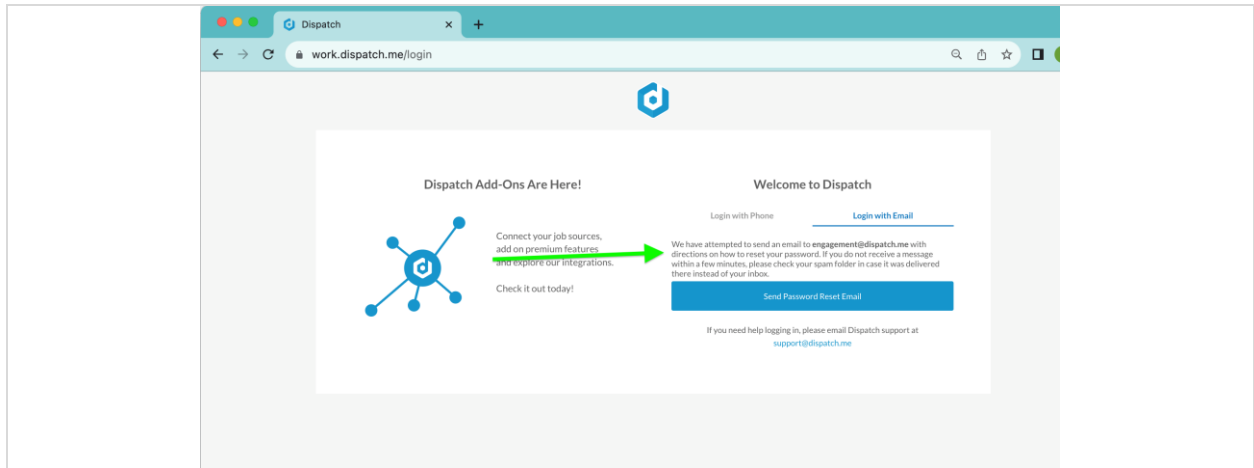 Dispatch
work.dispatch.me/login
Dispatch Add-Ons Are Here!
Connect your job sources,
add on premium features
and explore our integrations.
Check it out today!
Welcome to Dispatch
Login with Phone
Login with Email
We have attempted to send an email to engagement@dispatch.me with
directions on how to reset your password. If you do not receive a message
within a few minutes, please check your spam folder in case it was delivered
there instead of your inbox.
Send Password Reset Email
If you need help logging in, please email Dispatch support at
support@dispatch.me